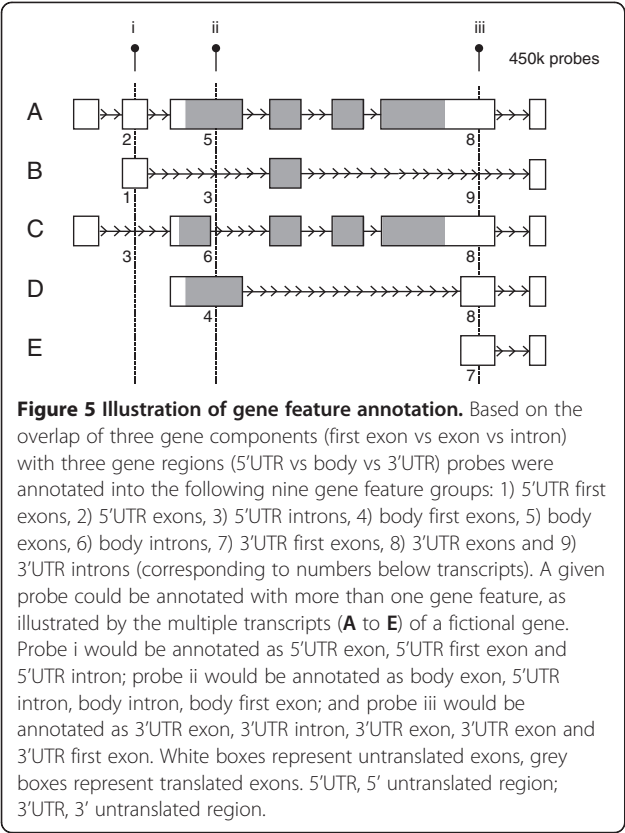 i ii iii
450k probes
A
2 5 8
B
1 3 9
C
3 6 8
D
4 8
E
7
Figure 5 Illustration of gene feature annotation. Based on the
overlap of three gene components (first exon vs exon vs intron)
with three gene regions (5’UTR vs body vs 3’UTR) probes were
annotated into the following nine gene feature groups: 1) 5’UTR first
exons, 2) 5’UTR exons, 3) 5’UTR introns, 4) body first exons, 5) body
exons, 6) body introns, 7) 3’UTR first exons, 8) 3’UTR exons and 9)
3’UTR introns (corresponding to numbers below transcripts). A given
probe could be annotated with more than one gene feature, as
illustrated by the multiple transcripts (A to E) of a fictional gene.
Probe i would be annotated as 5’UTR exon, 5’UTR first exon and
5’UTR intron; probe ii would be annotated as body exon, 5’UTR
intron, body intron, body first exon; and probe iii would be
annotated as 3’UTR exon, 3’UTR intron, 3’UTR exon, 3’UTR exon and
3’UTR first exon. White boxes represent untranslated exons, grey
boxes represent translated exons. 5’UTR, 5’ untranslated region;
3’UTR, 3’ untranslated region.